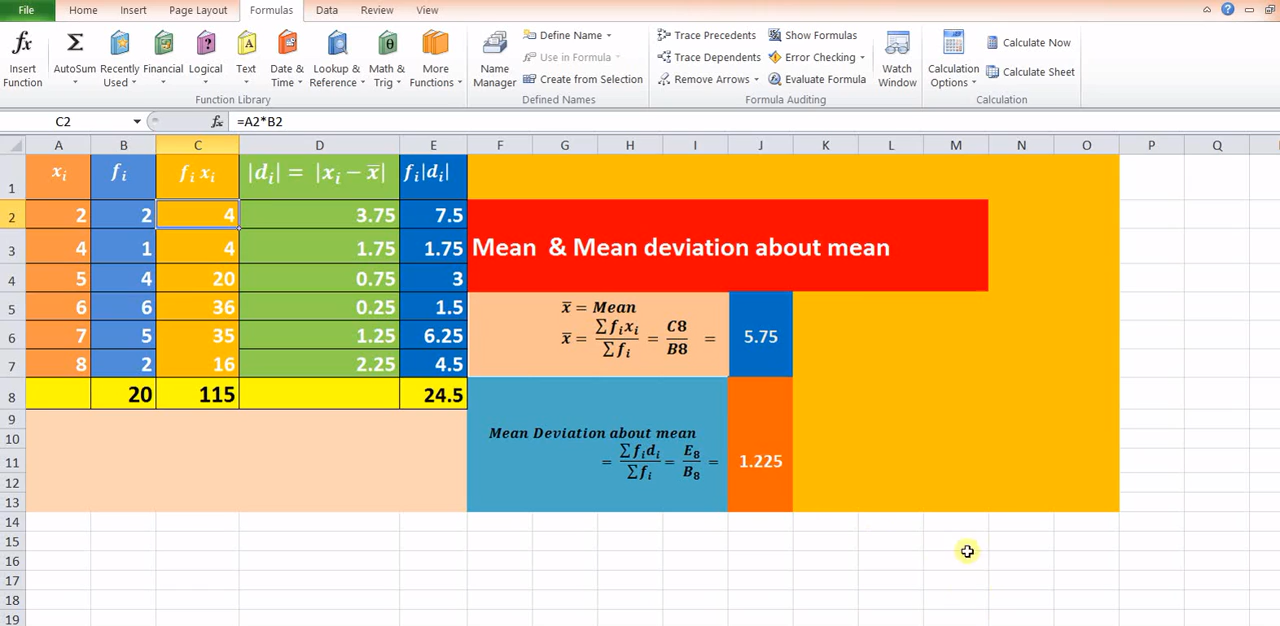 File Home Insert Page Layout Formulas Data Review View
fx Insert Function
Σ AutoSum
Recently Used
Financial
Logical
A Text
Date & Time
Lookup & Reference
θ Math & Trig
More Functions
Function Library
Name Manager
Define Name
Use in Formula
Create from Selection
Defined Names
Trace Precedents
Trace Dependents
Remove Arrows
Show Formulas
Error Checking
Evaluate Formula
Formula Auditing
Watch Window
Calculation Options
Calculate Now
Calculate Sheet
Calculation
C2 fx =A2*B2
A B C D E F G H I J K L M N O P Q
1 xᵢ fᵢ fᵢ xᵢ |dᵢ| = |xᵢ − x̅| fᵢ|dᵢ|
2 2 2 4 3.75 7.5
3 4 1 4 1.75 1.75 Mean & Mean deviation about mean
4 5 4 20 0.75 3
5 6 6 36 0.25 1.5 x̅ = Mean
6 7 5 35 1.25 6.25 x̅ = ∑fᵢxᵢ / ∑fᵢ = C8 / B8 = 5.75
7 8 2 16 2.25 4.5
8 20 115 24.5
9
10 Mean Deviation about mean
11 = ∑fᵢdᵢ / ∑fᵢ = E₈ / B₈ = 1.225
12
13
14
15
16
17
18
19